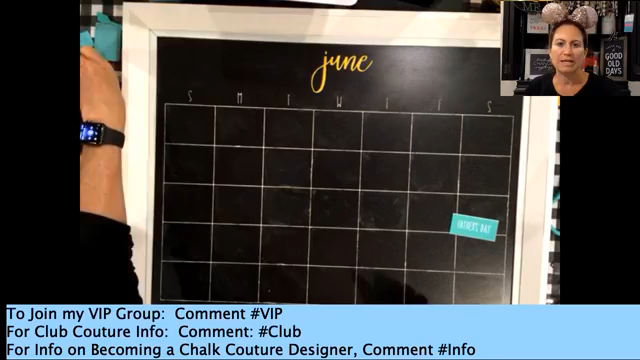 june
S M T W T F S
FATHER'S DAY
GOOD
OLD
DAYS
To Join my VIP Group: Comment #VIP
For Club Couture Info: Comment: #Club
For Info on Becoming a Chalk Couture Designer, Comment #Info